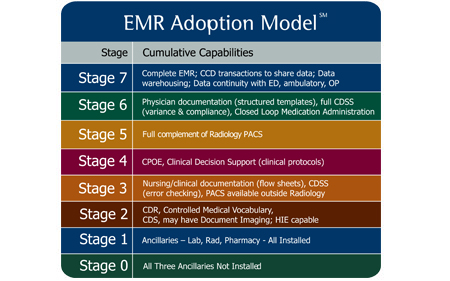 EMR Adoption Model℠
Stage Cumulative Capabilities
Stage 7 Complete EMR; CCD transactions to share data; Data
warehousing; Data continuity with ED, ambulatory, OP
Stage 6 Physician documentation (structured templates), full CDSS
(variance & compliance), Closed Loop Medication Administration
Stage 5 Full complement of Radiology PACS
Stage 4 CPOE, Clinical Decision Support (clinical protocols)
Stage 3 Nursing/clinical documentation (flow sheets), CDSS
(error checking), PACS available outside Radiology
Stage 2 CDR, Controlled Medical Vocabulary,
CDS, may have Document Imaging; HIE capable
Stage 1 Ancillaries – Lab, Rad, Pharmacy - All Installed
Stage 0 All Three Ancillaries Not Installed